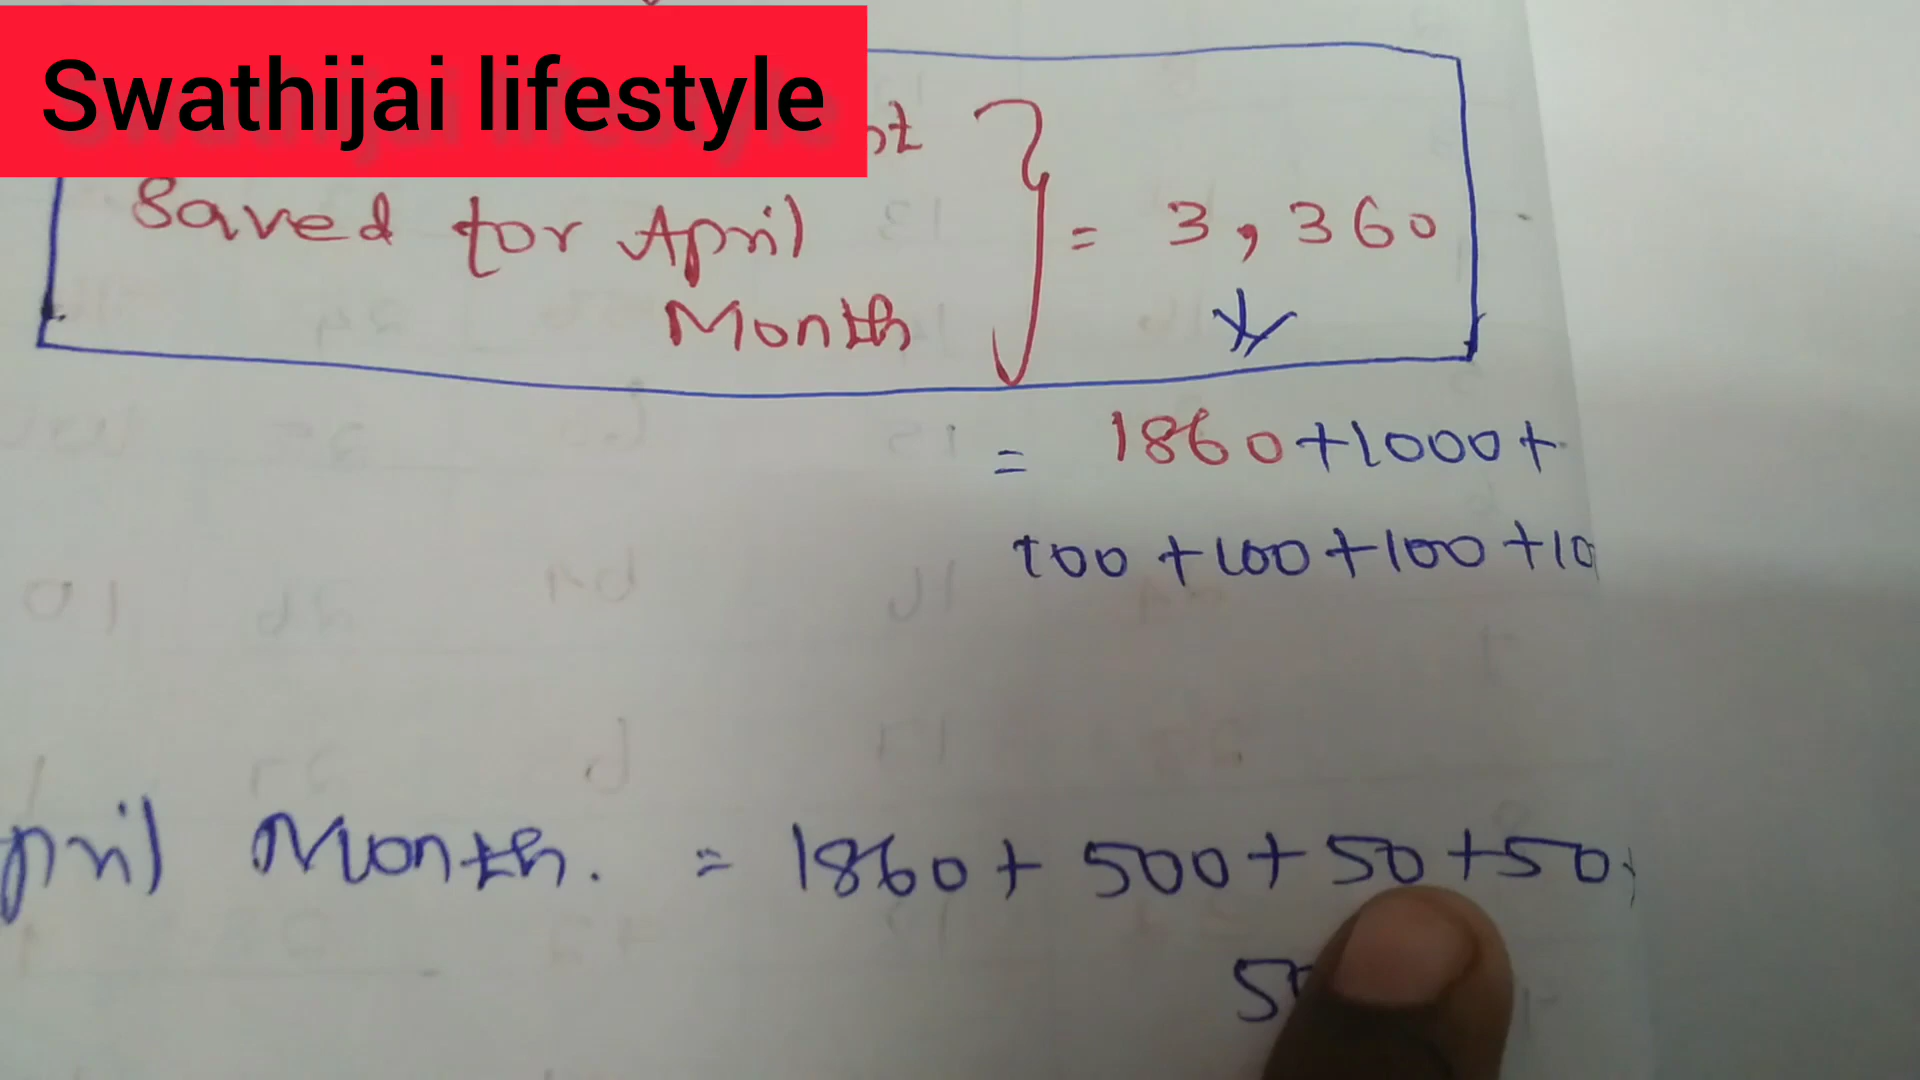 Swathijai lifestyle
Saved for April
Month
= 3,360
= 1860+1000+
100+100+100+10
pril Month. = 1860+500+50+50+